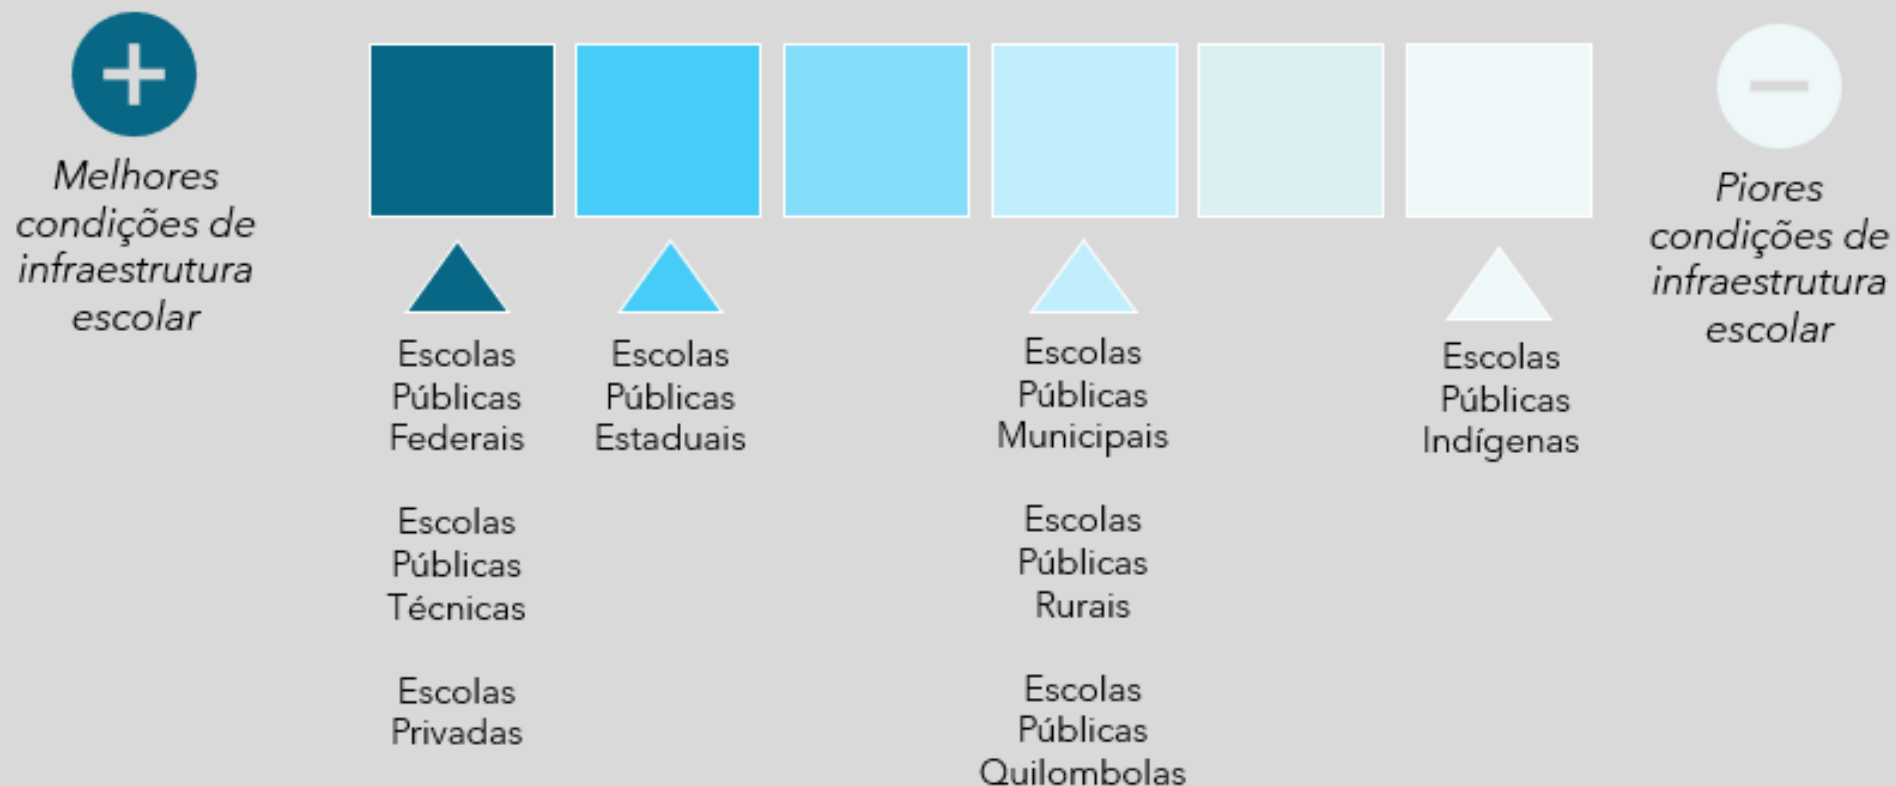 Melhores
condições de
infraestrutura
escolar
Escolas
Públicas
Federais
Escolas
Públicas
Técnicas
Escolas
Privadas
Escolas
Públicas
Estaduais
Escolas
Públicas
Municipais
Escolas
Públicas
Rurais
Escolas
Públicas
Quilombolas
Escolas
Públicas
Indígenas
Piores
condições de
infraestrutura
escolar